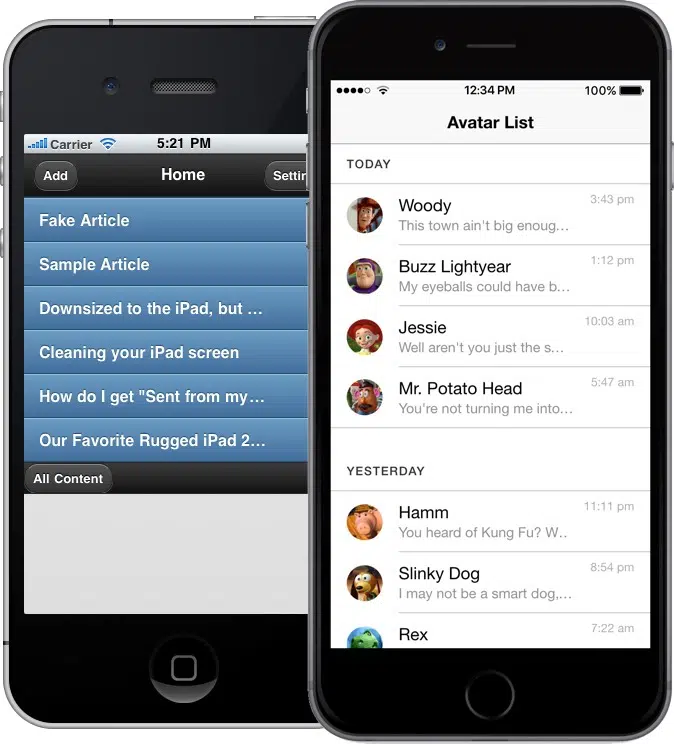 Carrier
5:21 PM
Add
Home
Settin
Fake Article
Sample Article
Downsized to the iPad, but ...
Cleaning your iPad screen
How do I get "Sent from my...
Our Favorite Rugged iPad 2...
All Content
12:34 PM
100%
Avatar List
TODAY
Woody
3:43 pm
This town ain't big enoug...
Buzz Lightyear
1:12 pm
My eyeballs could have b...
Jessie
10:03 am
Well aren't you just the s...
Mr. Potato Head
5:47 am
You're not turning me into...
YESTERDAY
Hamm
11:11 pm
You heard of Kung Fu? W..
Slinky Dog
8:54 pm
I may not be a smart dog,...
Rex
7:22 am